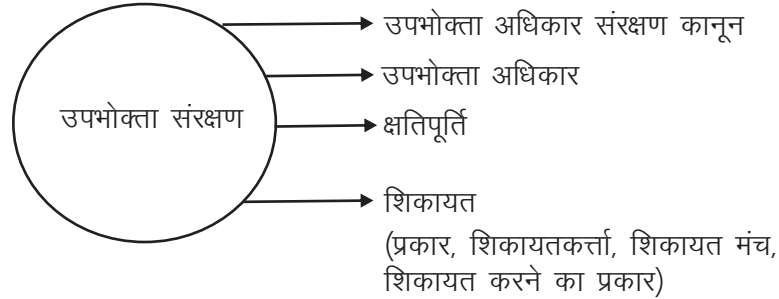 उपभोक्ता संरक्षण
उपभोक्ता अधिकार संरक्षण कानून
उपभोक्ता अधिकार
क्षतिपूर्ति
शिकायत
(प्रकार, शिकायतकर्त्ता, शिकायत मंच,
शिकायत करने का प्रकार)